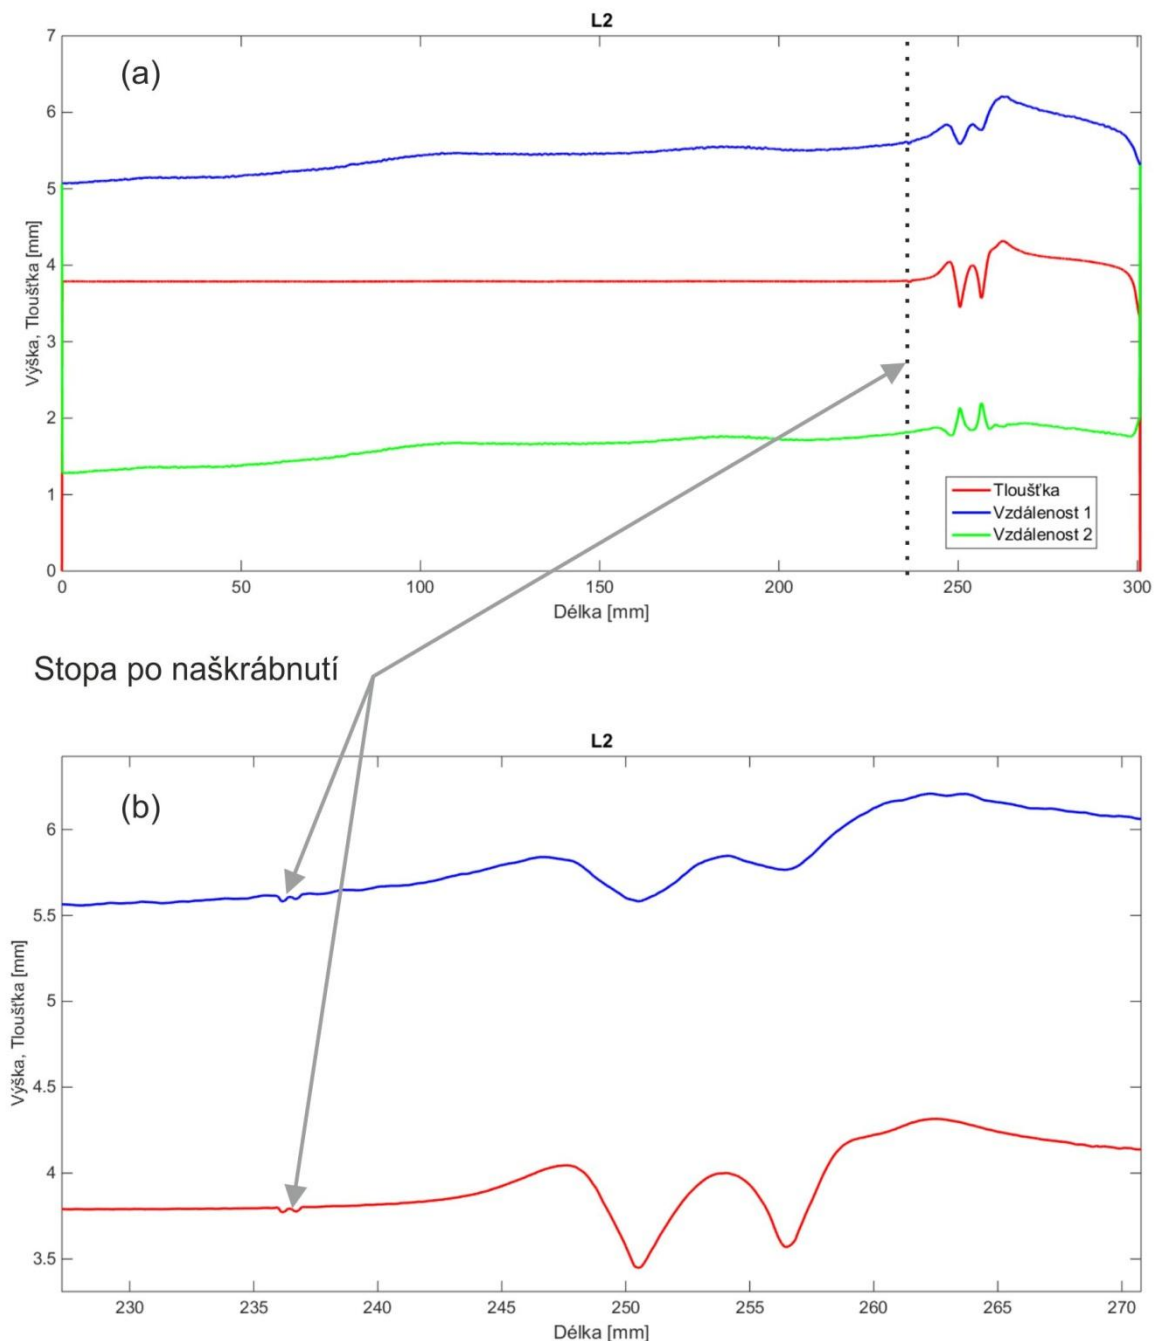 L2
(a)
7
6
5
4
3
2
1
0
Výška, Tloušťka [mm]
Tloušťka
Vzdálenost 1
Vzdálenost 2
0 50 100 150 200 250 300
Délka [mm]
Stopa po naškrábnutí
L2
(b)
6
5.5
5
4.5
4
3.5
Výška, Tloušťka [mm]
230 235 240 245 250 255 260 265 270
Délka [mm]